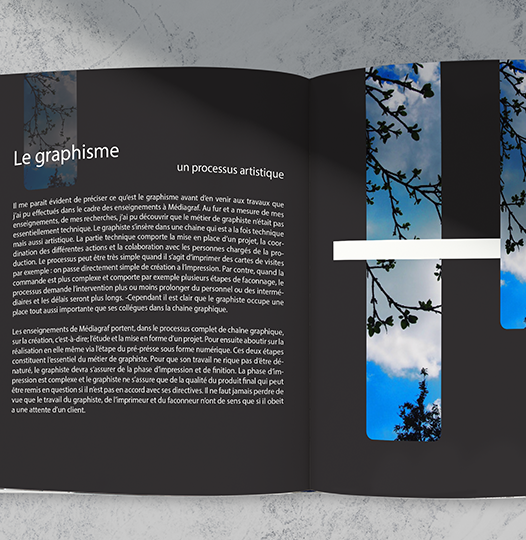 Le graphisme
un processus artistique
Il me parait évident de préciser ce qu'est le graphisme avant d'en venir aux travaux que
j'ai pu effectués dans le cadre des enseignements à Médiagraf. Au fur et a mesure de mes
enseignements, de mes recherches, j'ai pu découvrir que le métier de graphiste n'était pas
essentiellement technique. Le graphiste s'insère dans une chaine qui est a la fois technique
mais aussi artistique. La partie technique comporte la mise en place d'un projet, la coor-
dination des différentes actions et la colaboration avec les personnes chargés de la pro-
duction. Le processus peut être très simple quand il s'agit d'imprimer des cartes de visites
par exemple : on passe directement simple de création a l'impression. Par contre, quand la
commande est plus complexe et comporte par exemple plusieurs étapes de faconnage, le
processus demande l'intervention plus ou moins prolonger du personnel ou des intermé-
diaires et les délais seront plus longs. -Cependant il est clair que le graphiste occupe une
place tout aussi importante que ses collègues dans la chaine graphique.
Les enseignements de Médiagraf portent, dans le processus complet de chaîne graphique,
sur la création, c'est-à-dire; l'étude et la mise en forme d'un projet. Pour ensuite aboutir sur la
réalisation en elle même via l'étape du pré-présse sous forme numérique. Ces deux étapes
constituent l'essentiel du métier de graphiste. Pour que son travail ne rique pas d'être dé-
naturé, le graphiste devra s'assurer de la phase d'impression et de finition. La phase d'im-
pression est complexe et le graphiste ne s'assure que de la qualité du produit final qui peut
être remis en question si il n'est pas en accord avec ses directives. Il ne faut jamais perdre de
vue que le travail du graphiste, de l'imprimeur et du faconneur n'ont de sens que si il obeit
a une attente d'un client.